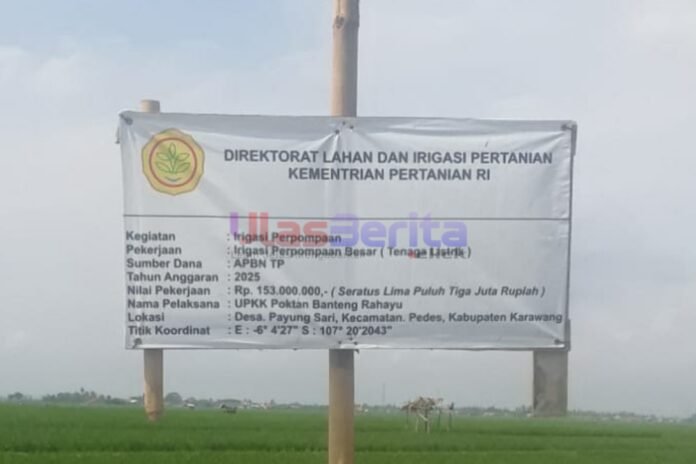 DIREKTORAT LAHAN DAN IRIGASI PERTANIAN
KEMENTRIAN PERTANIAN RI
UlasBerita
Kegiatan : Irigasi Perpompaan
Pekerjaan : Irigasi Perpompaan Besar ( Tenaga Listrik )
Sumber Dana : APBN TP
Tahun Anggaran : 2025
Nilai Pekerjaan : Rp. 153.000.000,- ( Seratus Lima Puluh Tiga Juta Rupiah )
Nama Pelaksana : UPKK Poktan Banteng Rahayu
Lokasi : Desa. Payung Sari, Kecamatan. Pedes, Kabupaten Karawang
Titik Koordinat : E : -6° 4'27" S : 107° 20'2043"